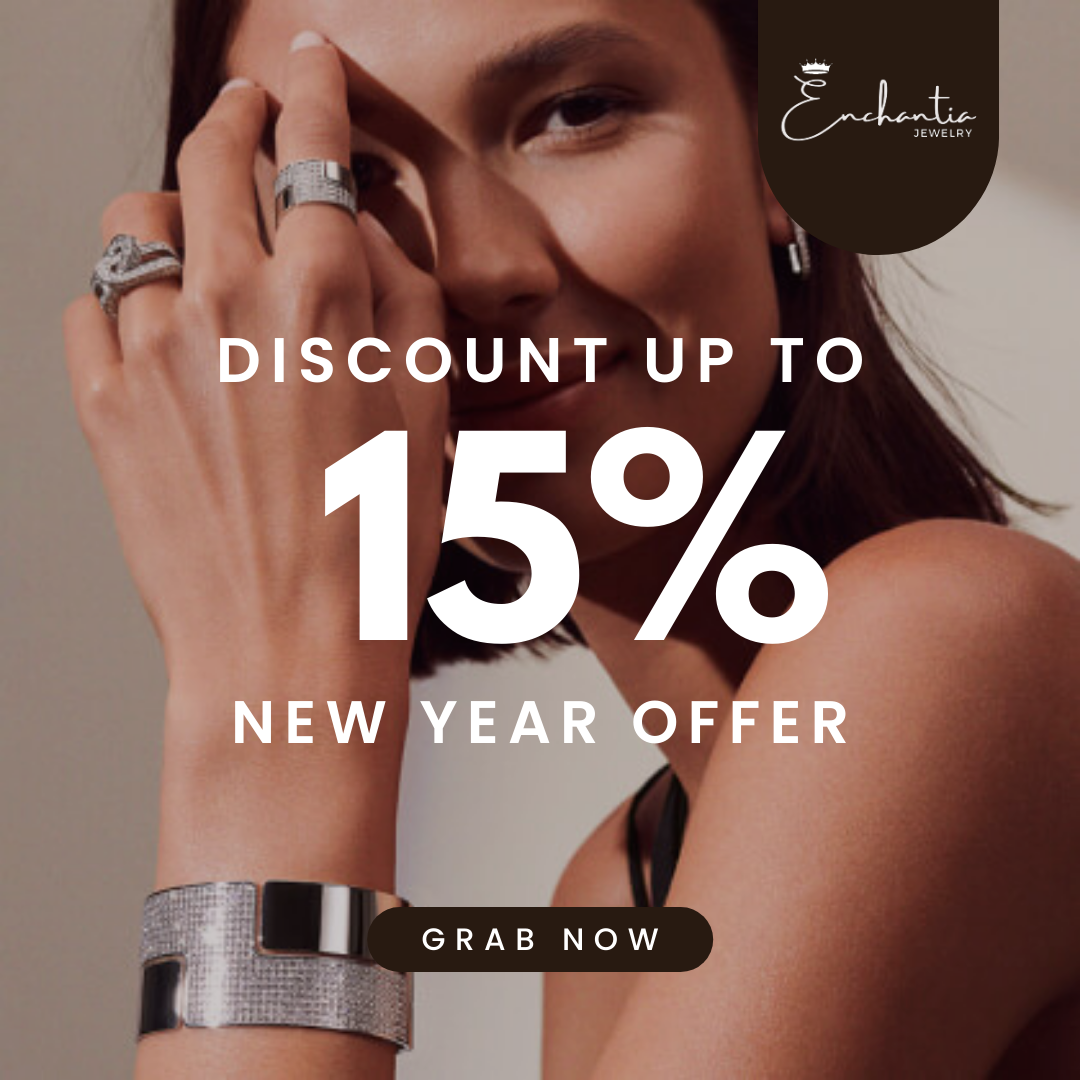 Enchantia
JEWELRY
DISCOUNT UP TO
15%
NEW YEAR OFFER
GRAB NOW